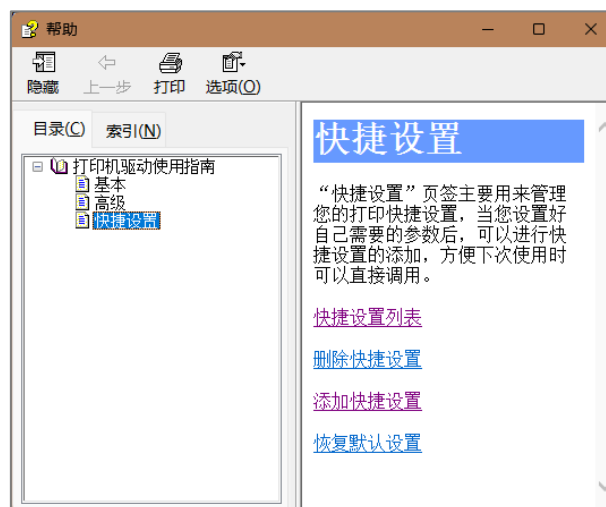 帮助
隐藏 上一步 打印 选项(O)
目录(C) 索引(N)
打印机驱动使用指南
基本
高级
快捷设置
快捷设置
“快捷设置”页签主要用来管理
您的打印快捷设置，当您设置好
自己需要的参数后，可以进行快
捷设置的添加，方便下次使用时
可以直接调用。
快捷设置列表
删除快捷设置
添加快捷设置
恢复默认设置